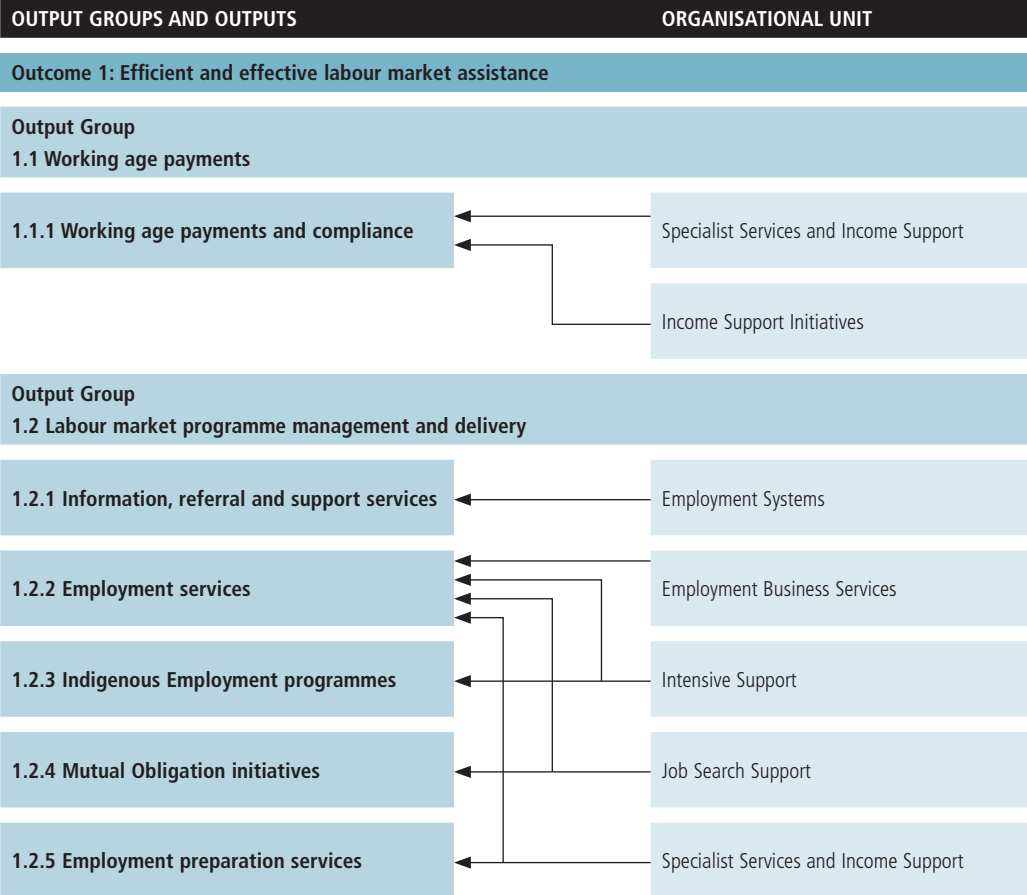 OUTPUT GROUPS AND OUTPUTS ORGANISATIONAL UNIT
Outcome 1: Efficient and effective labour market assistance
Output Group
1.1 Working age payments
1.1.1 Working age payments and compliance
Specialist Services and Income Support
Income Support Initiatives
Output Group
1.2 Labour market programme management and delivery
1.2.1 Information, referral and support services
Employment Systems
1.2.2 Employment services
Employment Business Services
1.2.3 Indigenous Employment programmes
Intensive Support
1.2.4 Mutual Obligation initiatives
Job Search Support
1.2.5 Employment preparation services
Specialist Services and Income Support